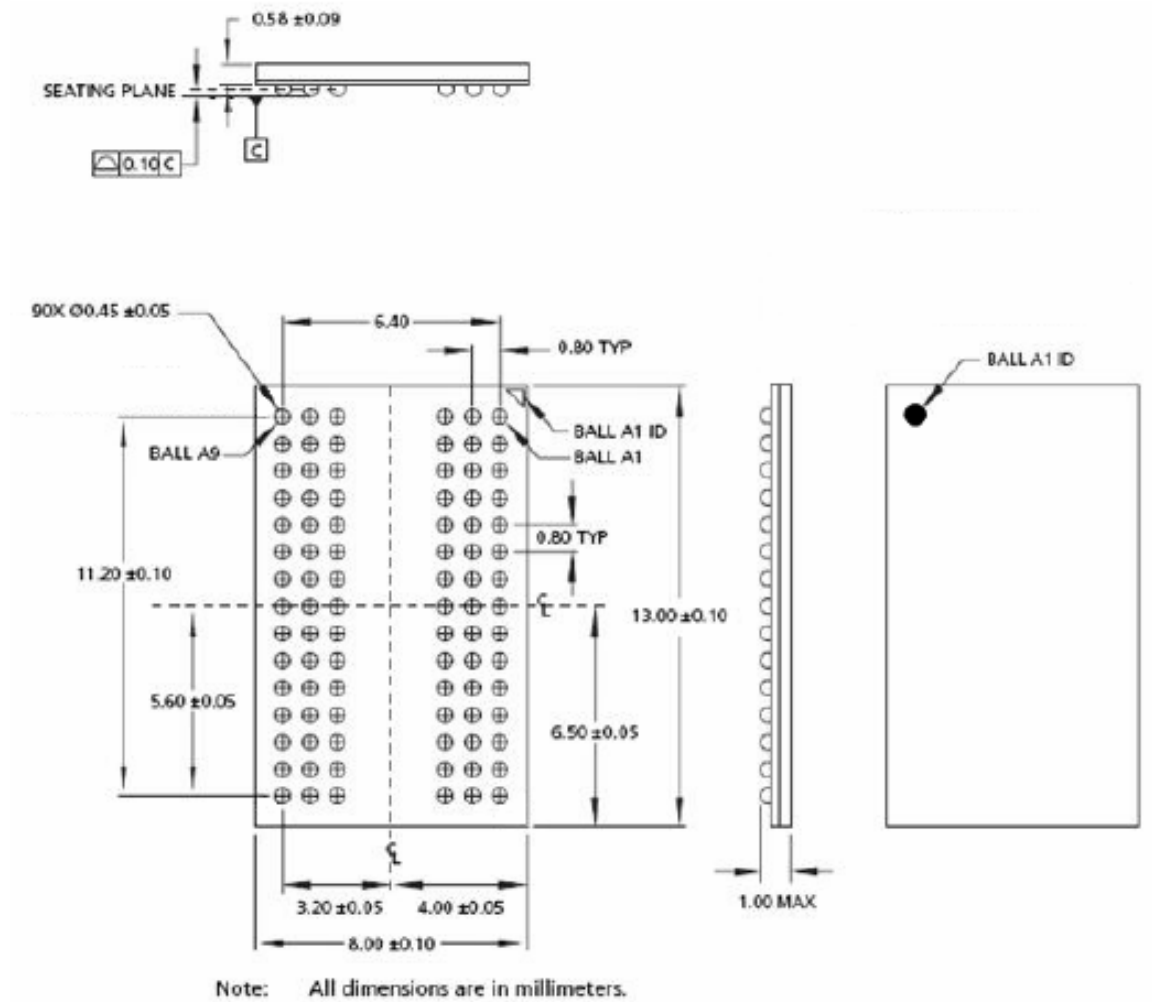 0.58 ±0.09
SEATING PLANE
C
0.10 C
90X Ø0.45 ±0.05
6.40
0.80 TYP
BALL A1 ID
BALL A1 ID
BALL A9
BALL A1
0.80 TYP
11.20 ±0.10
13.00 ±0.10
5.60 ±0.05
6.50 ±0.05
1.00 MAX
3.20 ±0.05
4.00 ±0.05
8.00 ±0.10
Note: All dimensions are in millimeters.